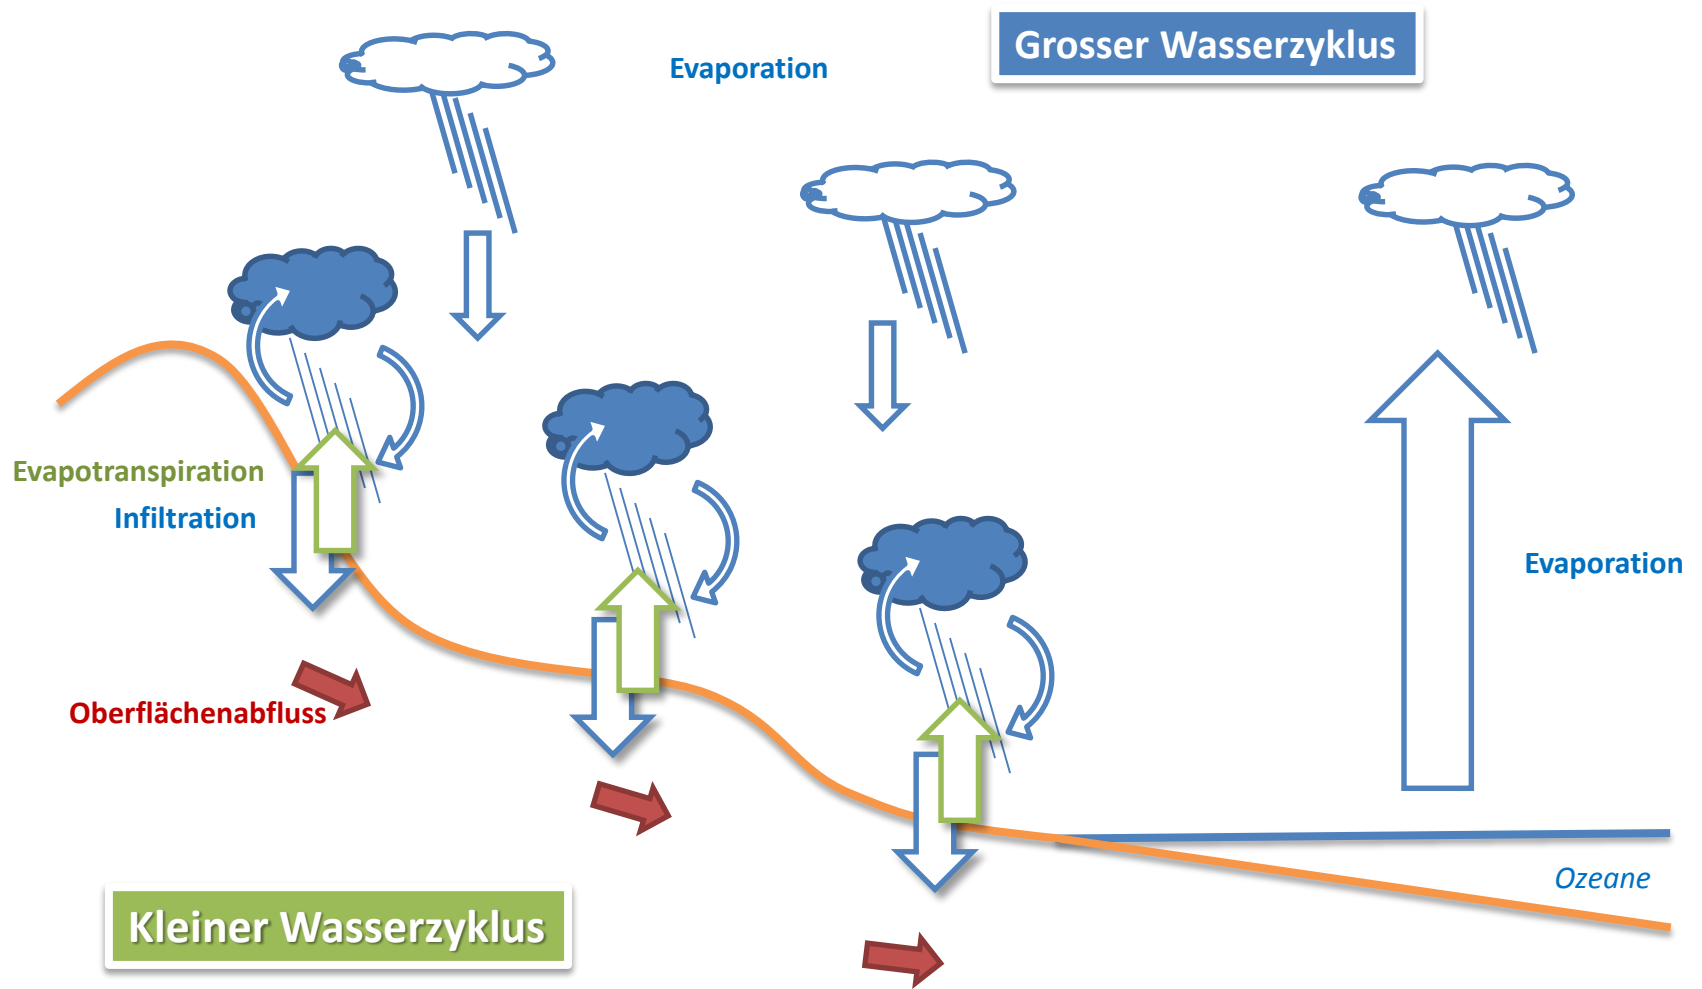 Grosser Wasserzyklus
Evaporation
Evapotranspiration
Infiltration
Evaporation
Oberflächenabfluss
Ozeane
Kleiner Wasserzyklus